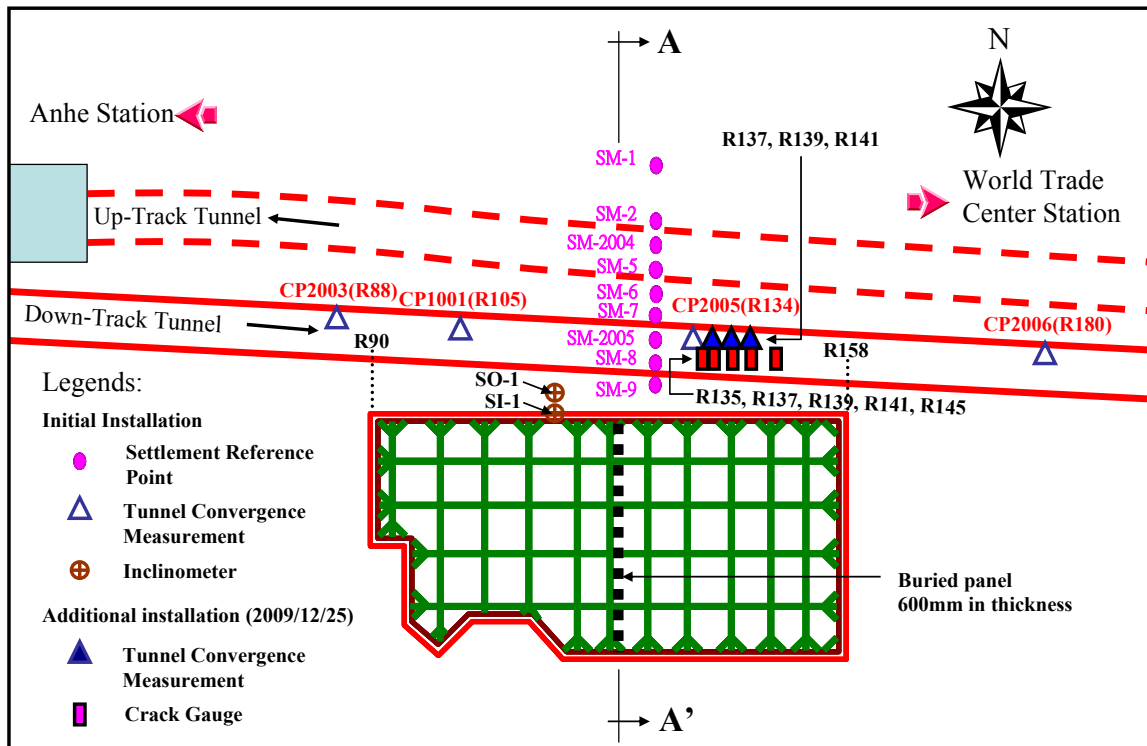 A
N
Anhe Station
R137, R139, R141
SM-1
World Trade
Center Station
Up-Track Tunnel
SM-2
SM-2004
SM-5
CP2003(R88)
CP1001(R105)
SM-6
SM-7
CP2005(R134)
CP2006(R180)
Down-Track Tunnel
R90
SM-2005
SM-8
R158
SO-1
SI-1
SM-9
R135, R137, R139, R141, R145
Legends:
Initial Installation
Settlement Reference
Point
Tunnel Convergence
Measurement
Inclinometer
Additional installation (2009/12/25)
Tunnel Convergence
Measurement
Crack Gauge
Buried panel
600mm in thickness
A’